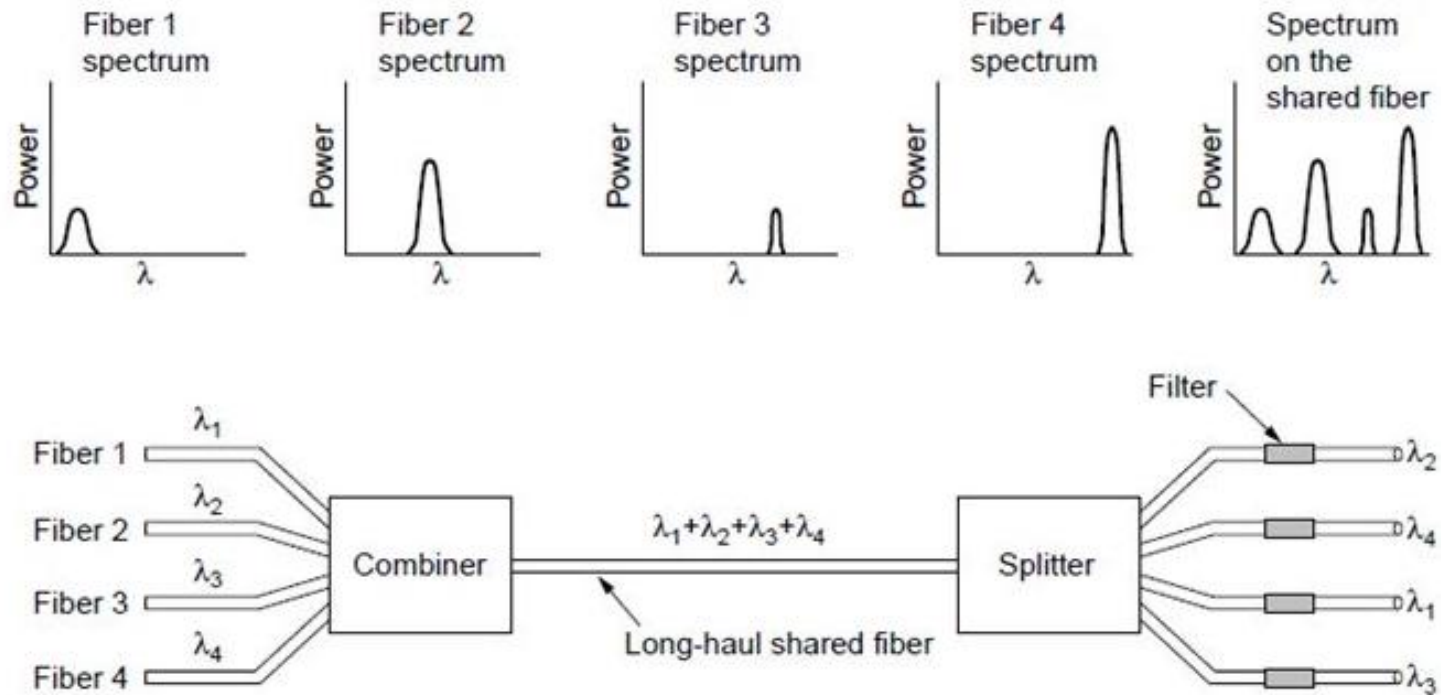 Fiber 1
spectrum
Fiber 2
spectrum
Fiber 3
spectrum
Fiber 4
spectrum
Spectrum
on the
shared fiber
Power
λ
Power
λ
Power
λ
Power
λ
Power
λ
Filter
Fiber 1
λ1
Fiber 2
λ2
Fiber 3
λ3
Fiber 4
λ4
Combiner
λ1+λ2+λ3+λ4
Long-haul shared fiber
Splitter
λ2
λ4
λ1
λ3